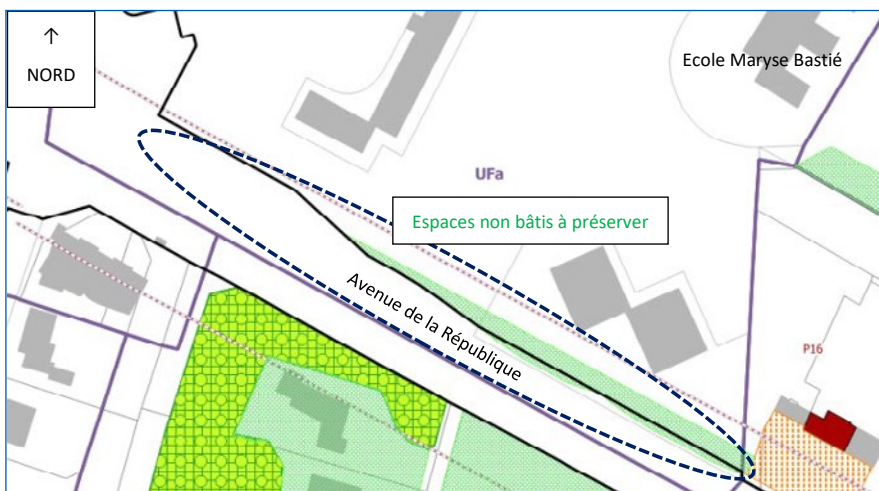 ↑
NORD
Ecole Maryse Bastié
UFa
Espaces non bâtis à préserver
Avenue de la République
P16